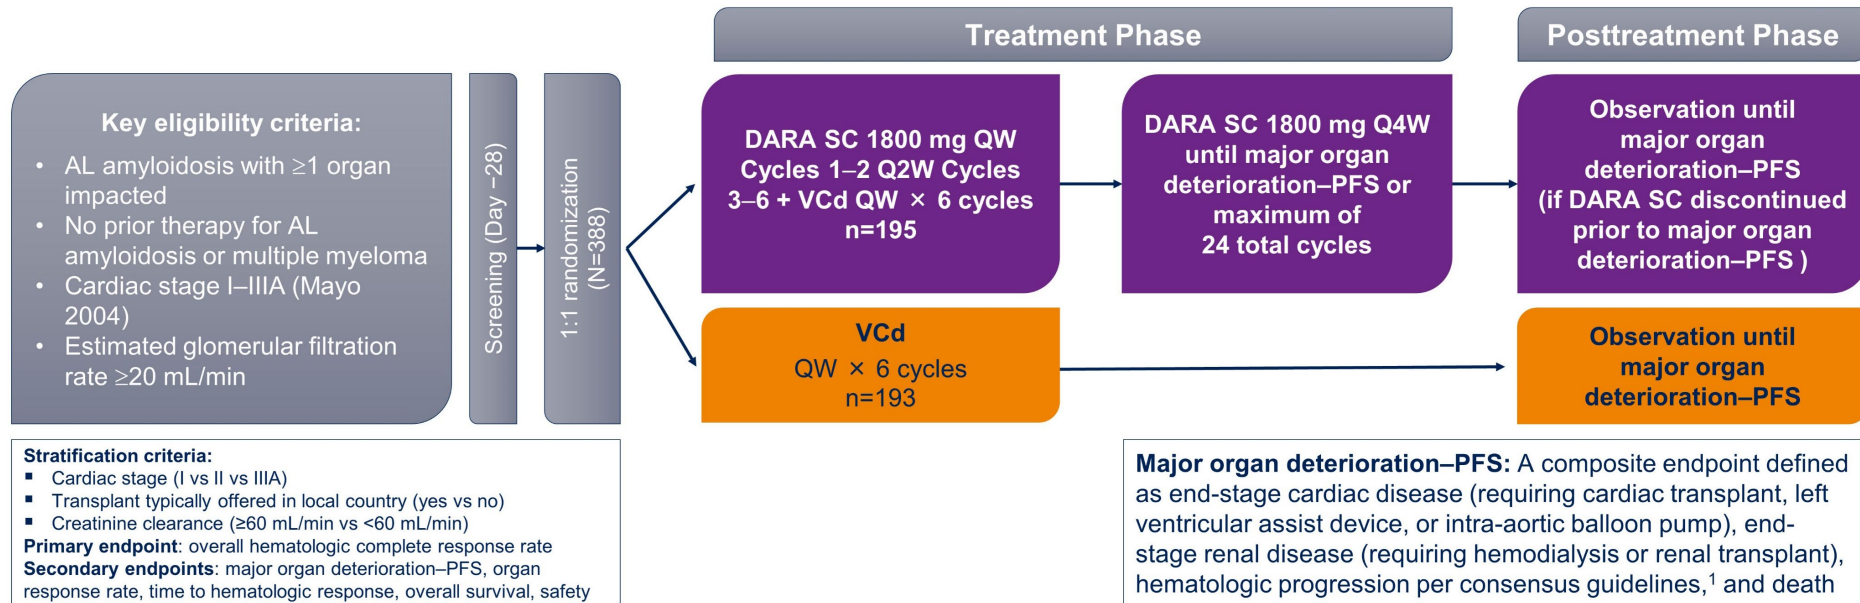 Treatment Phase
Posttreatment Phase
Key eligibility criteria:
• AL amyloidosis with ≥1 organ
impacted
• No prior therapy for AL
amyloidosis or multiple myeloma
• Cardiac stage I–IIIA (Mayo
2004)
• Estimated glomerular filtration
rate ≥20 mL/min
Screening (Day −28)
1:1 randomization
(N=388)
DARA SC 1800 mg QW
Cycles 1–2 Q2W Cycles
3–6 + VCd QW × 6 cycles
n=195
DARA SC 1800 mg Q4W
until major organ
deterioration–PFS or
maximum of
24 total cycles
Observation until
major organ
deterioration–PFS
(if DARA SC discontinued
prior to major organ
deterioration–PFS )
VCd
QW × 6 cycles
n=193
Observation until
major organ
deterioration–PFS
Stratification criteria:
▪ Cardiac stage (I vs II vs IIIA)
▪ Transplant typically offered in local country (yes vs no)
▪ Creatinine clearance (≥60 mL/min vs <60 mL/min)
Primary endpoint: overall hematologic complete response rate
Secondary endpoints: major organ deterioration–PFS, organ
response rate, time to hematologic response, overall survival, safety
Major organ deterioration–PFS: A composite endpoint defined
as end-stage cardiac disease (requiring cardiac transplant, left
ventricular assist device, or intra-aortic balloon pump), end-
stage renal disease (requiring hemodialysis or renal transplant),
hematologic progression per consensus guidelines,¹ and death